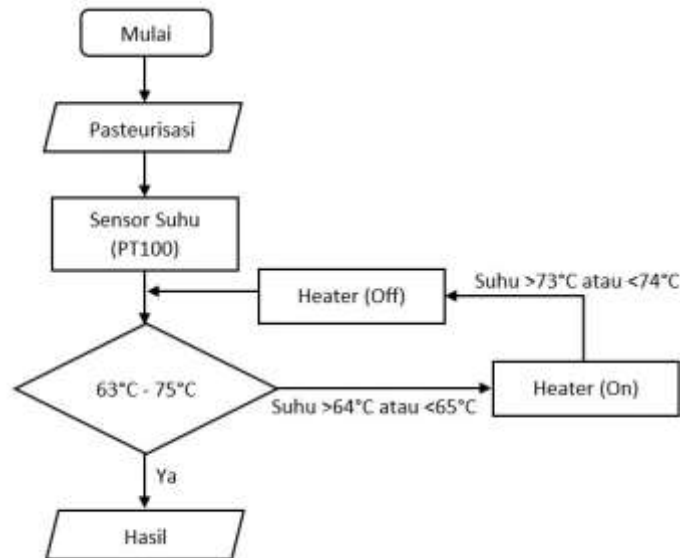 Mulai
Pasteurisasi
Sensor Suhu
(PT100)
Heater (Off)
Suhu >73°C atau <74°C
63°C - 75°C
Suhu >64°C atau <65°C
Heater (On)
Ya
Hasil